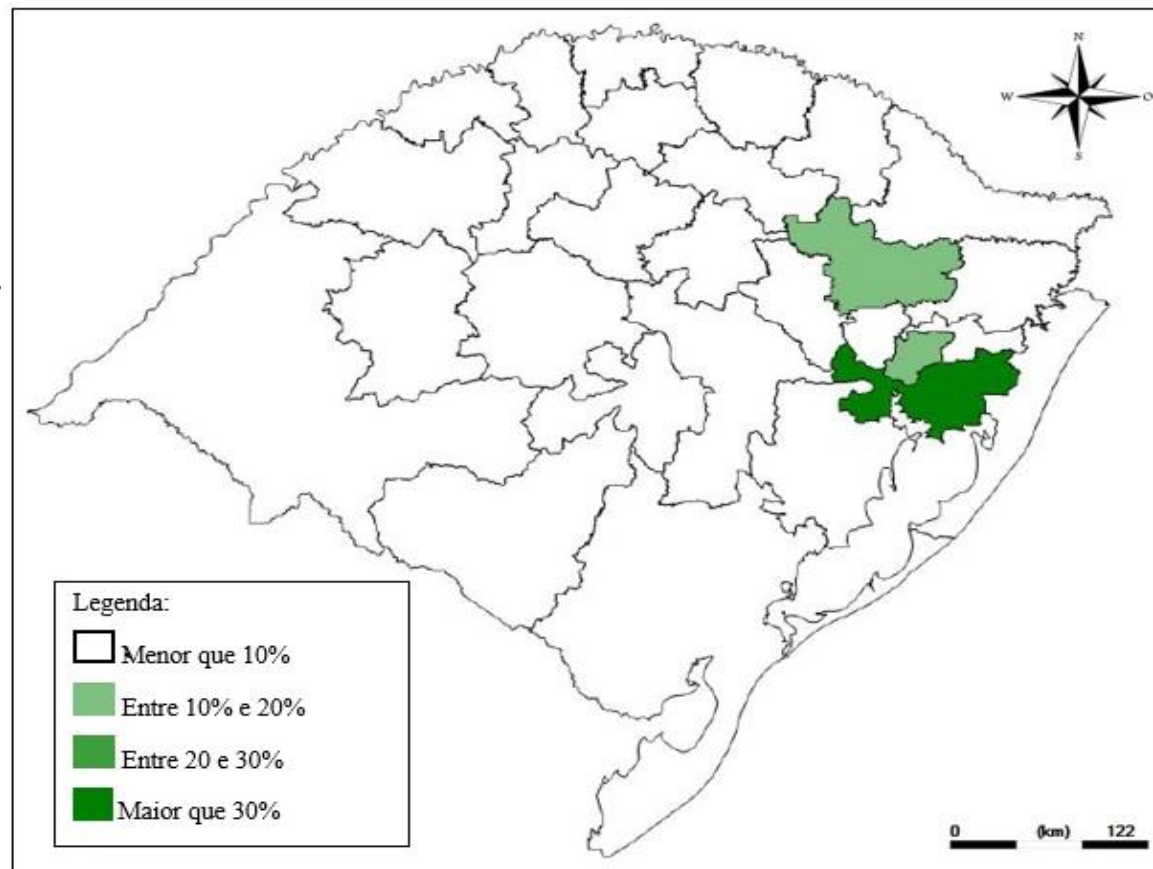 N
W
O
S
Legenda:
Menor que 10%
Entre 10% e 20%
Entre 20 e 30%
Maior que 30%
0 (km) 122